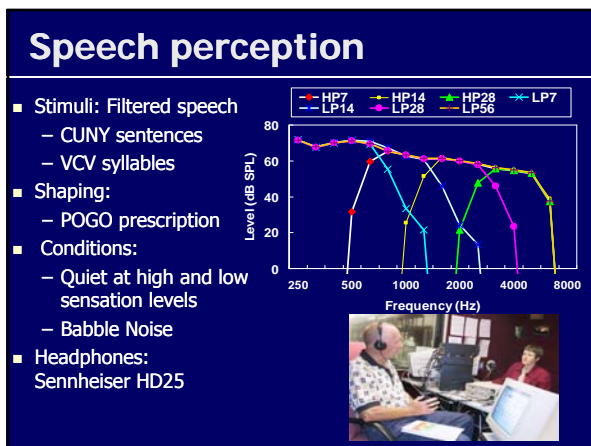 Speech perception
Stimuli: Filtered speech
– CUNY sentences
– VCV syllables
Shaping:
– POGO prescription
Conditions:
– Quiet at high and low
sensation levels
– Babble Noise
Headphones:
Sennheiser HD25
HP7 HP14 HP28 LP7
LP14 LP28 LP56
Level (dB SPL)
80
60
40
20
0
250 500 1000 2000 4000 8000
Frequency (Hz)